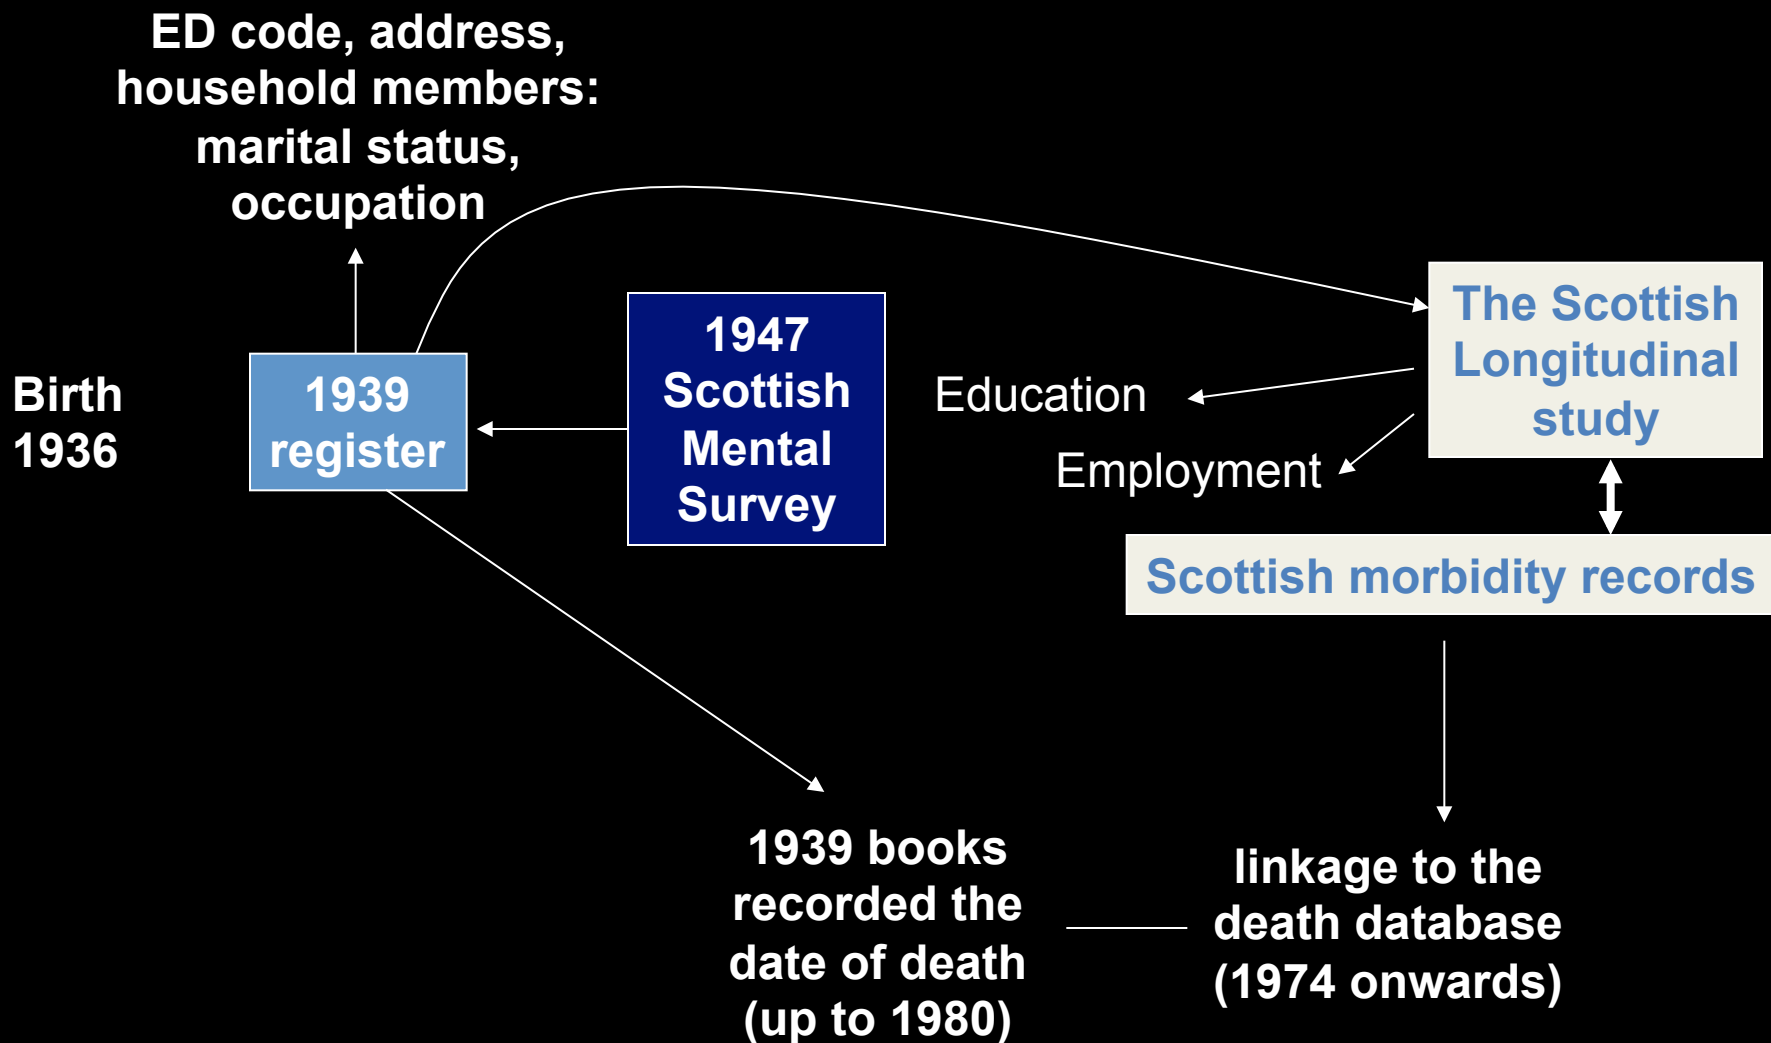 ED code, address,
household members:
marital status,
occupation
Birth
1936
1939
register
1947
Scottish
Mental
Survey
Education
Employment
The Scottish
Longitudinal
study
Scottish morbidity records
1939 books
recorded the
date of death
(up to 1980)
linkage to the
death database
(1974 onwards)